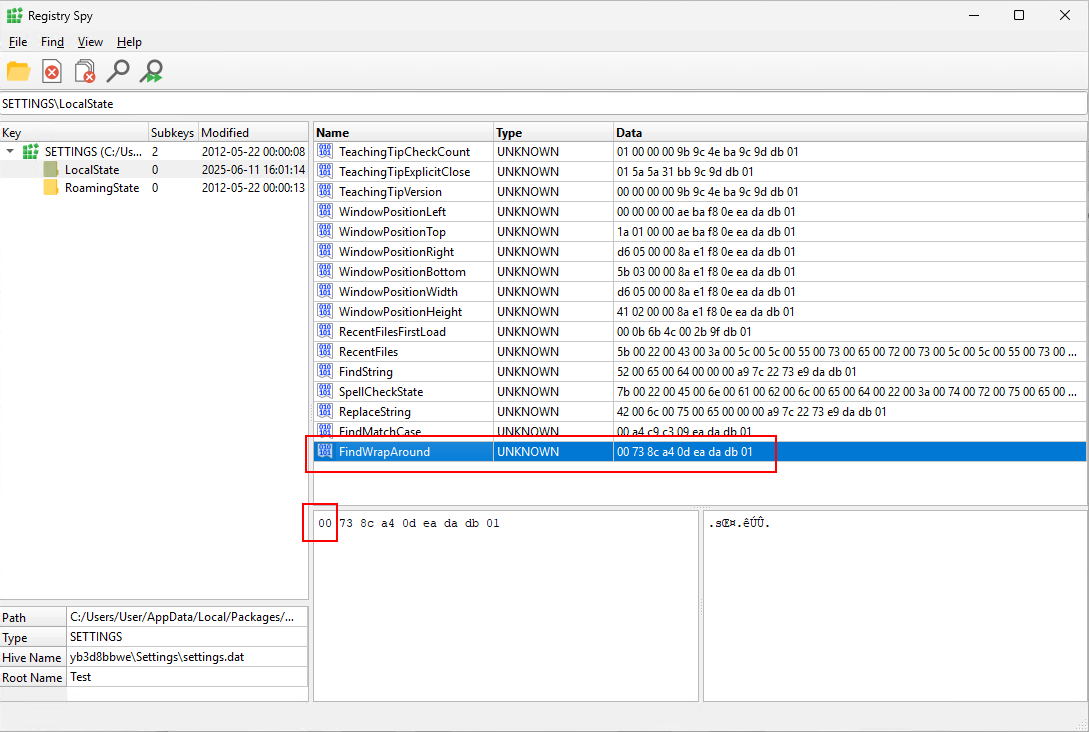 Registry Spy
File Find View Help
SETTINGS\LocalState
Key Subkeys Modified
SETTINGS (C:/Us... 2 2012-05-22 00:00:08
LocalState 0 2025-06-11 16:01:14
RoamingState 0 2012-05-22 00:00:13
Name Type Data
TeachingTipCheckCount UNKNOWN 01 00 00 00 9b 9c 4e ba 9c 9d db 01
TeachingTipExplicitClose UNKNOWN 01 5a 5a 31 bb 9c 9d db 01
TeachingTipVersion UNKNOWN 00 00 00 00 9b 9c 4e ba 9c 9d db 01
WindowPositionLeft UNKNOWN 00 00 00 00 ae ba f8 0e ea da db 01
WindowPositionTop UNKNOWN 1a 01 00 00 ae ba f8 0e ea da db 01
WindowPositionRight UNKNOWN d6 05 00 00 8a e1 f8 0e ea da db 01
WindowPositionBottom UNKNOWN 5b 03 00 00 8a e1 f8 0e ea da db 01
WindowPositionWidth UNKNOWN d6 05 00 00 8a e1 f8 0e ea da db 01
WindowPositionHeight UNKNOWN 41 02 00 00 8a e1 f8 0e ea da db 01
RecentFilesFirstLoad UNKNOWN 00 0b 6b 4c 00 2b 9f db 01
RecentFiles UNKNOWN 5b 00 22 00 43 00 3a 00 5c 00 5c 00 55 00 73 00 65 00 72 00 73 00 5c 00 5c 00 55 00 73 00 ...
FindString UNKNOWN 52 00 65 00 64 00 00 00 a9 7c 22 73 e9 da db 01
SpellCheckState UNKNOWN 7b 00 22 00 45 00 6e 00 61 00 62 00 6c 00 65 00 64 00 22 00 3a 00 74 00 72 00 75 00 65 00 ...
ReplaceString UNKNOWN 42 00 6c 00 75 00 65 00 00 00 a9 7c 22 73 e9 da db 01
FindMatchCase UNKNOWN 00 a4 c9 c3 09 ea da db 01
FindWrapAround UNKNOWN 00 73 8c a4 0d ea da db 01
00 73 8c a4 0d ea da db 01
.sŒ¤.êÚÛ.
Path C:/Users/User/AppData/Local/Packages/...
Type SETTINGS
Hive Name yb3d8bbwe\Settings\settings.dat
Root Name Test